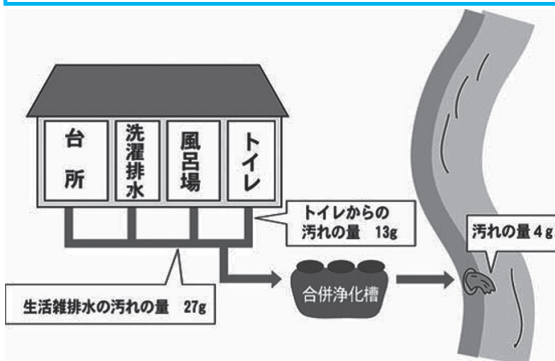 台所
洗濯排水
風呂場
トイレ
トイレからの
汚れの量 13g
汚れの量4g
生活雑排水の汚れの量 27g
合併浄化槽